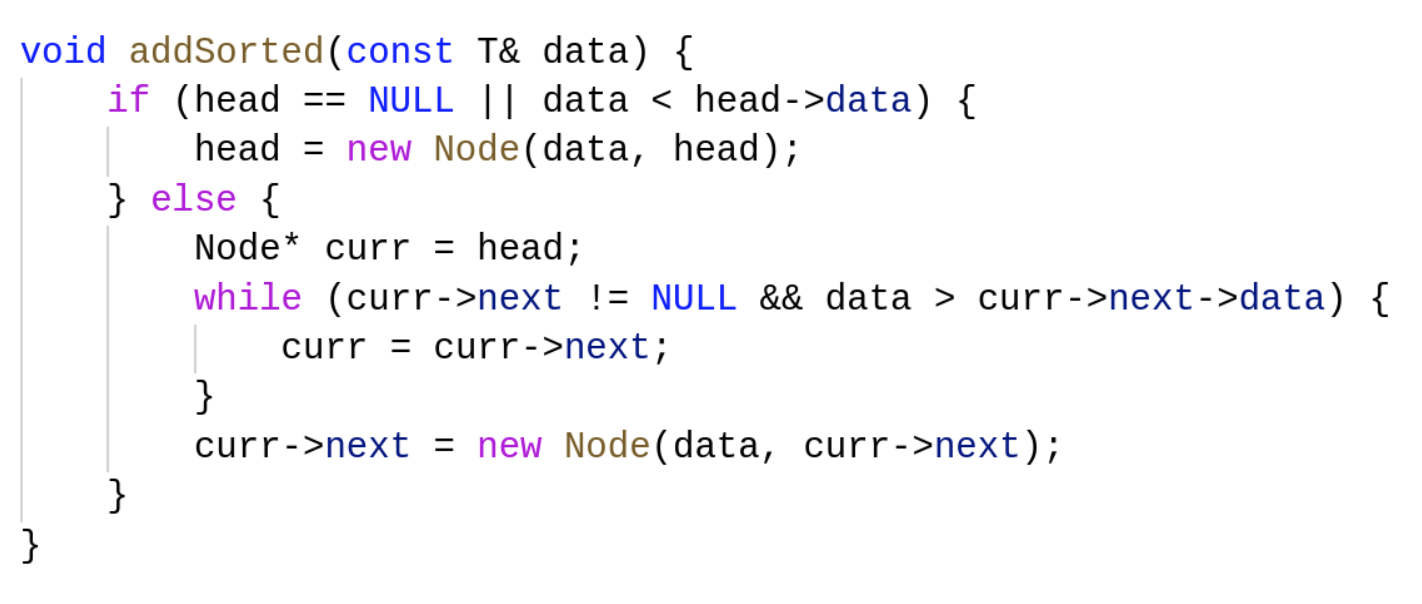 void addSorted(const T& data) {
    if (head == NULL || data < head->data) {
        head = new Node(data, head);
    } else {
        Node* curr = head;
        while (curr->next != NULL && data > curr->next->data) {
            curr = curr->next;
        }
        curr->next = new Node(data, curr->next);
    }
}